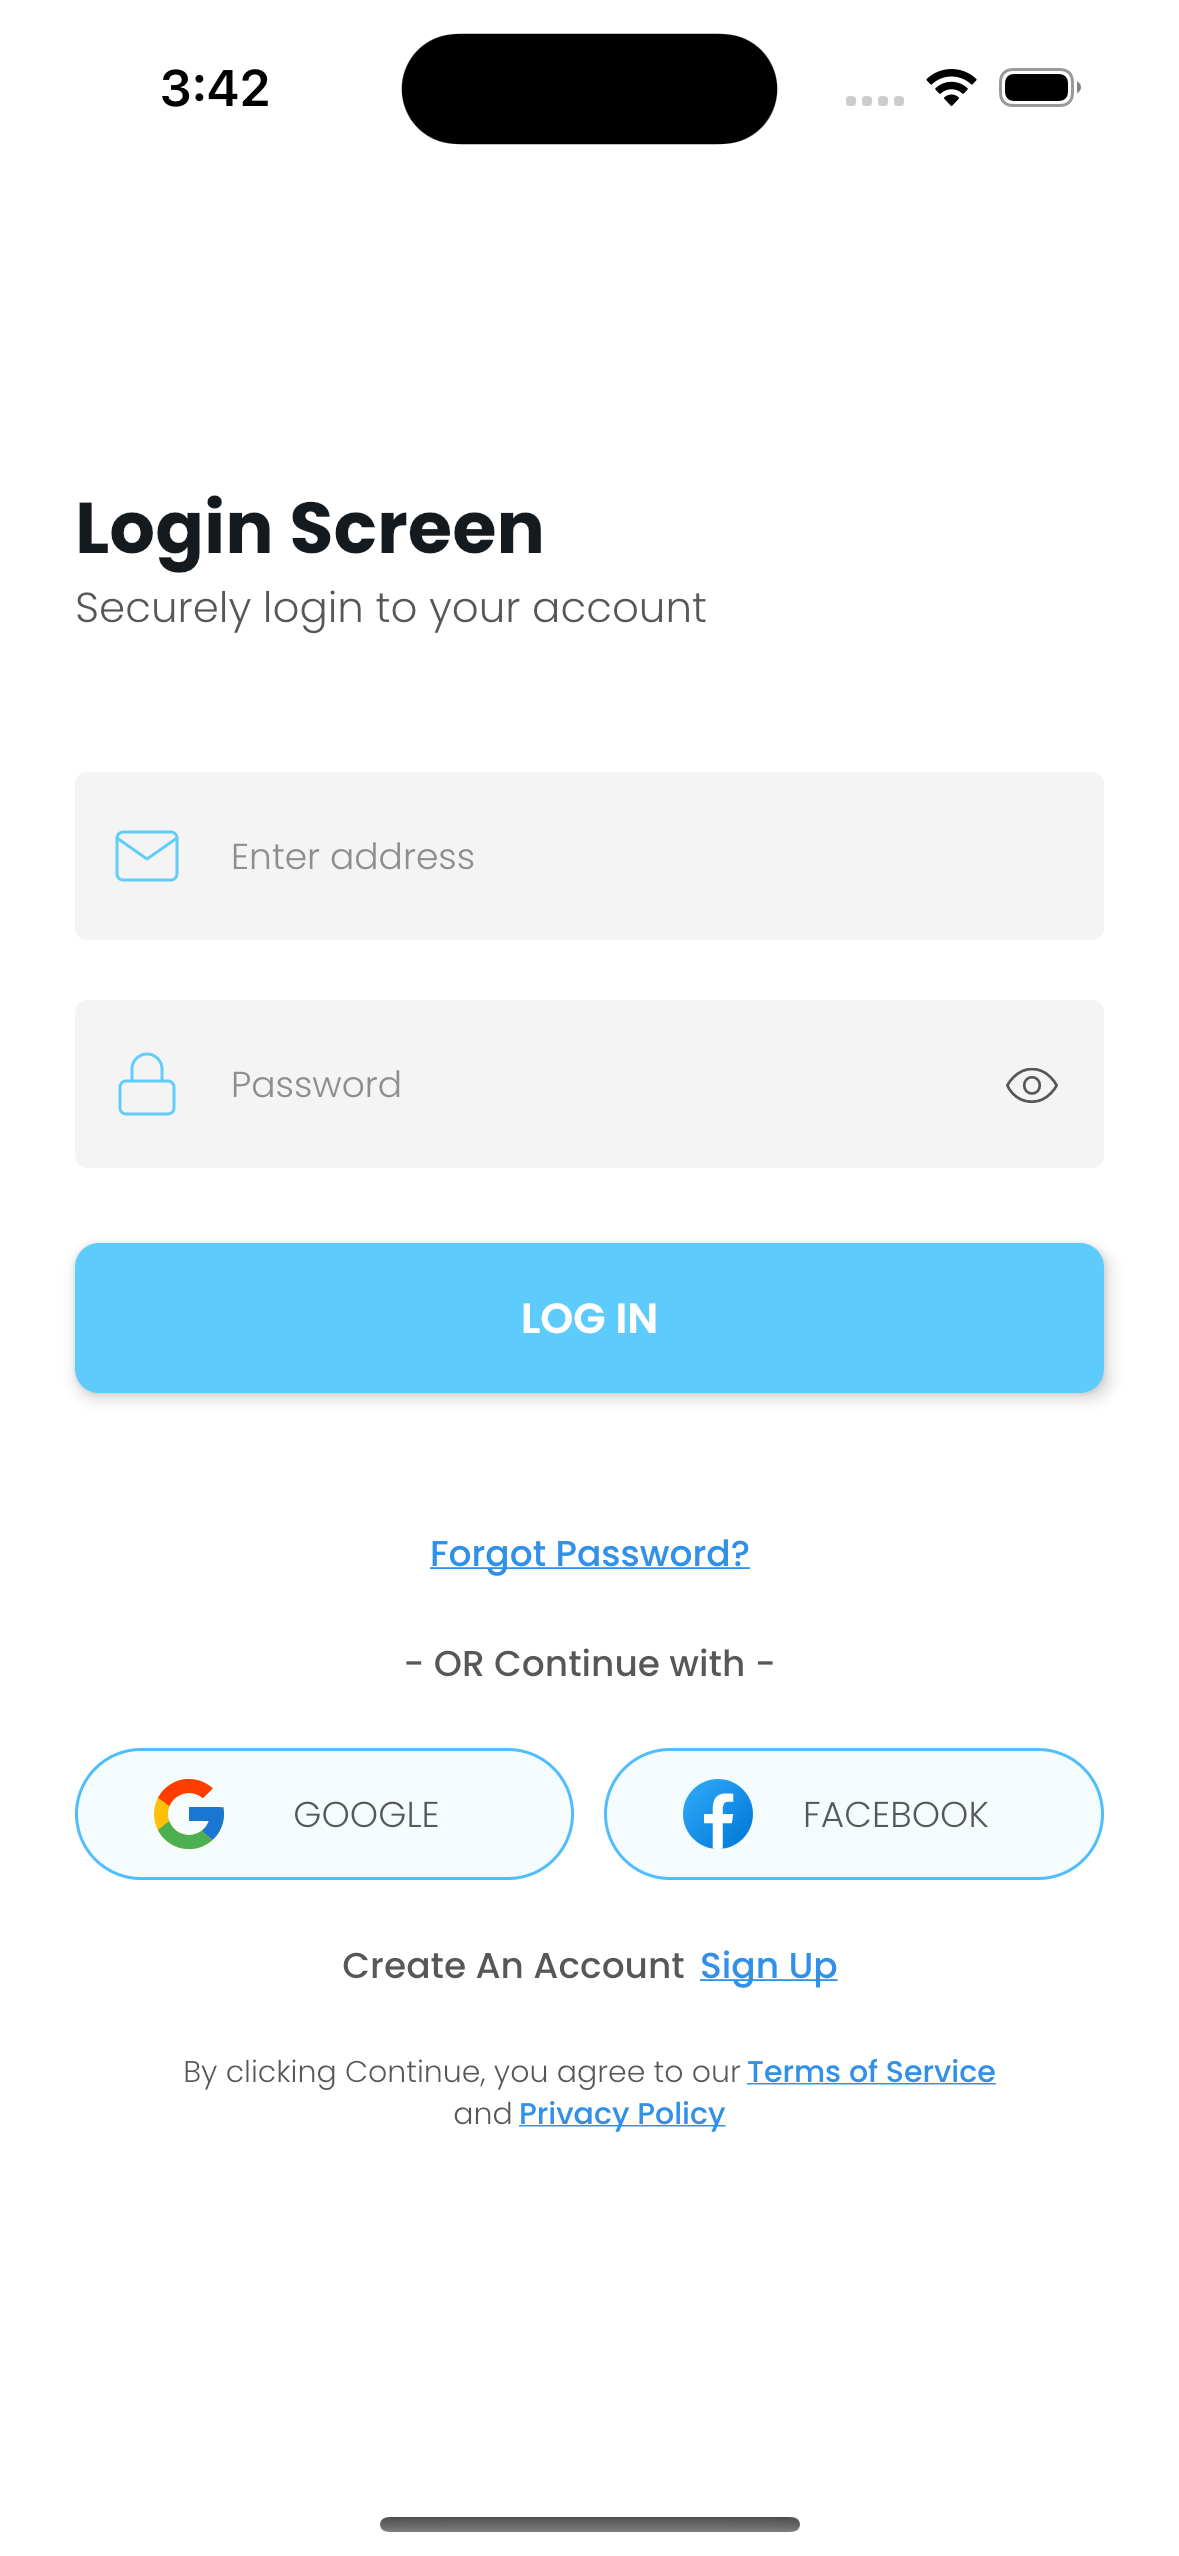 3:42
Login Screen
Securely login to your account
Enter address
Password
LOG IN
Forgot Password?
- OR Continue with -
GOOGLE
FACEBOOK
Create An Account Sign Up
By clicking Continue, you agree to our Terms of Service
and Privacy Policy